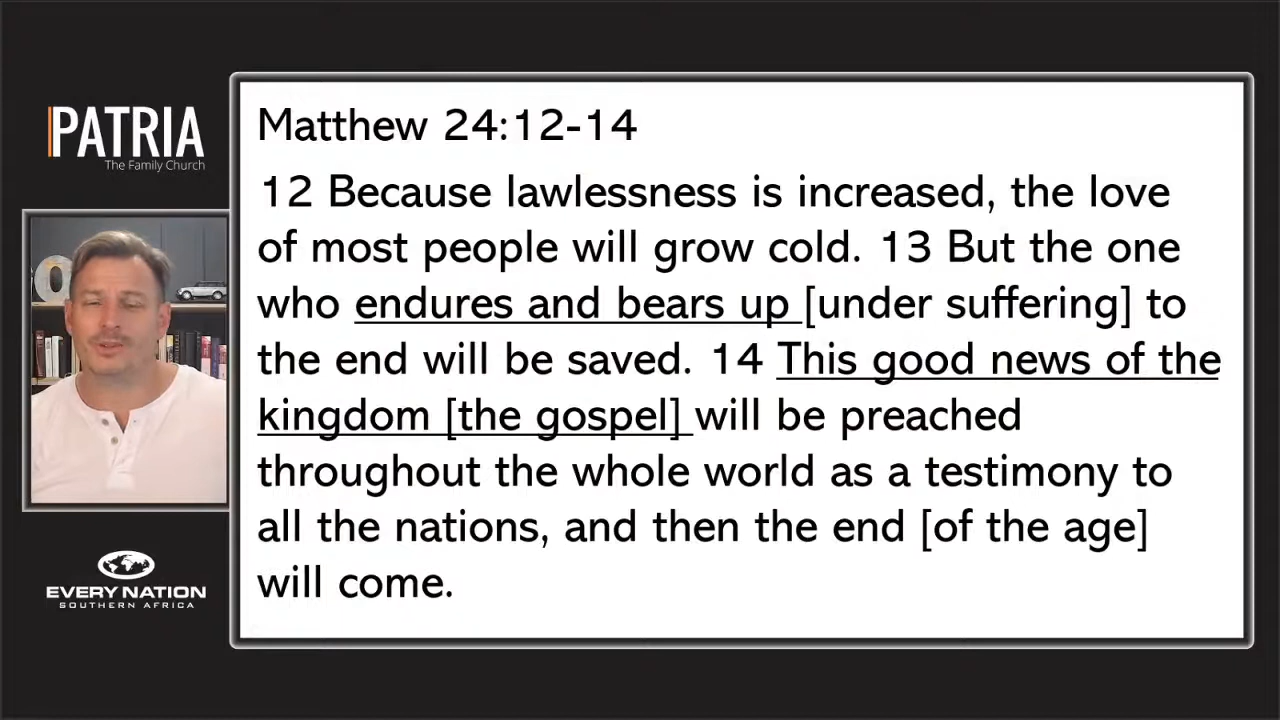 PATRIA
The Family Church
EVERY NATION
SOUTHERN AFRICA
Matthew 24:12-14
12 Because lawlessness is increased, the love
of most people will grow cold. 13 But the one
who endures and bears up [under suffering] to
the end will be saved. 14 This good news of the
kingdom [the gospel] will be preached
throughout the whole world as a testimony to
all the nations, and then the end [of the age]
will come.